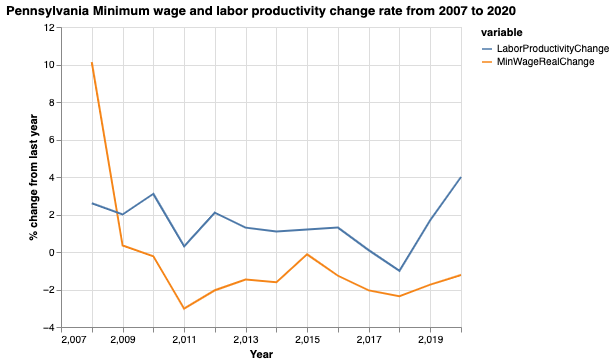 Pennsylvania Minimum wage and labor productivity change rate from 2007 to 2020
variable
LaborProductivityChange
MinWageRealChange
% change from last year
12
10
8
6
4
2
0
−2
−4
2,007 2,009 2,011 2,013 2,015 2,017 2,019
Year